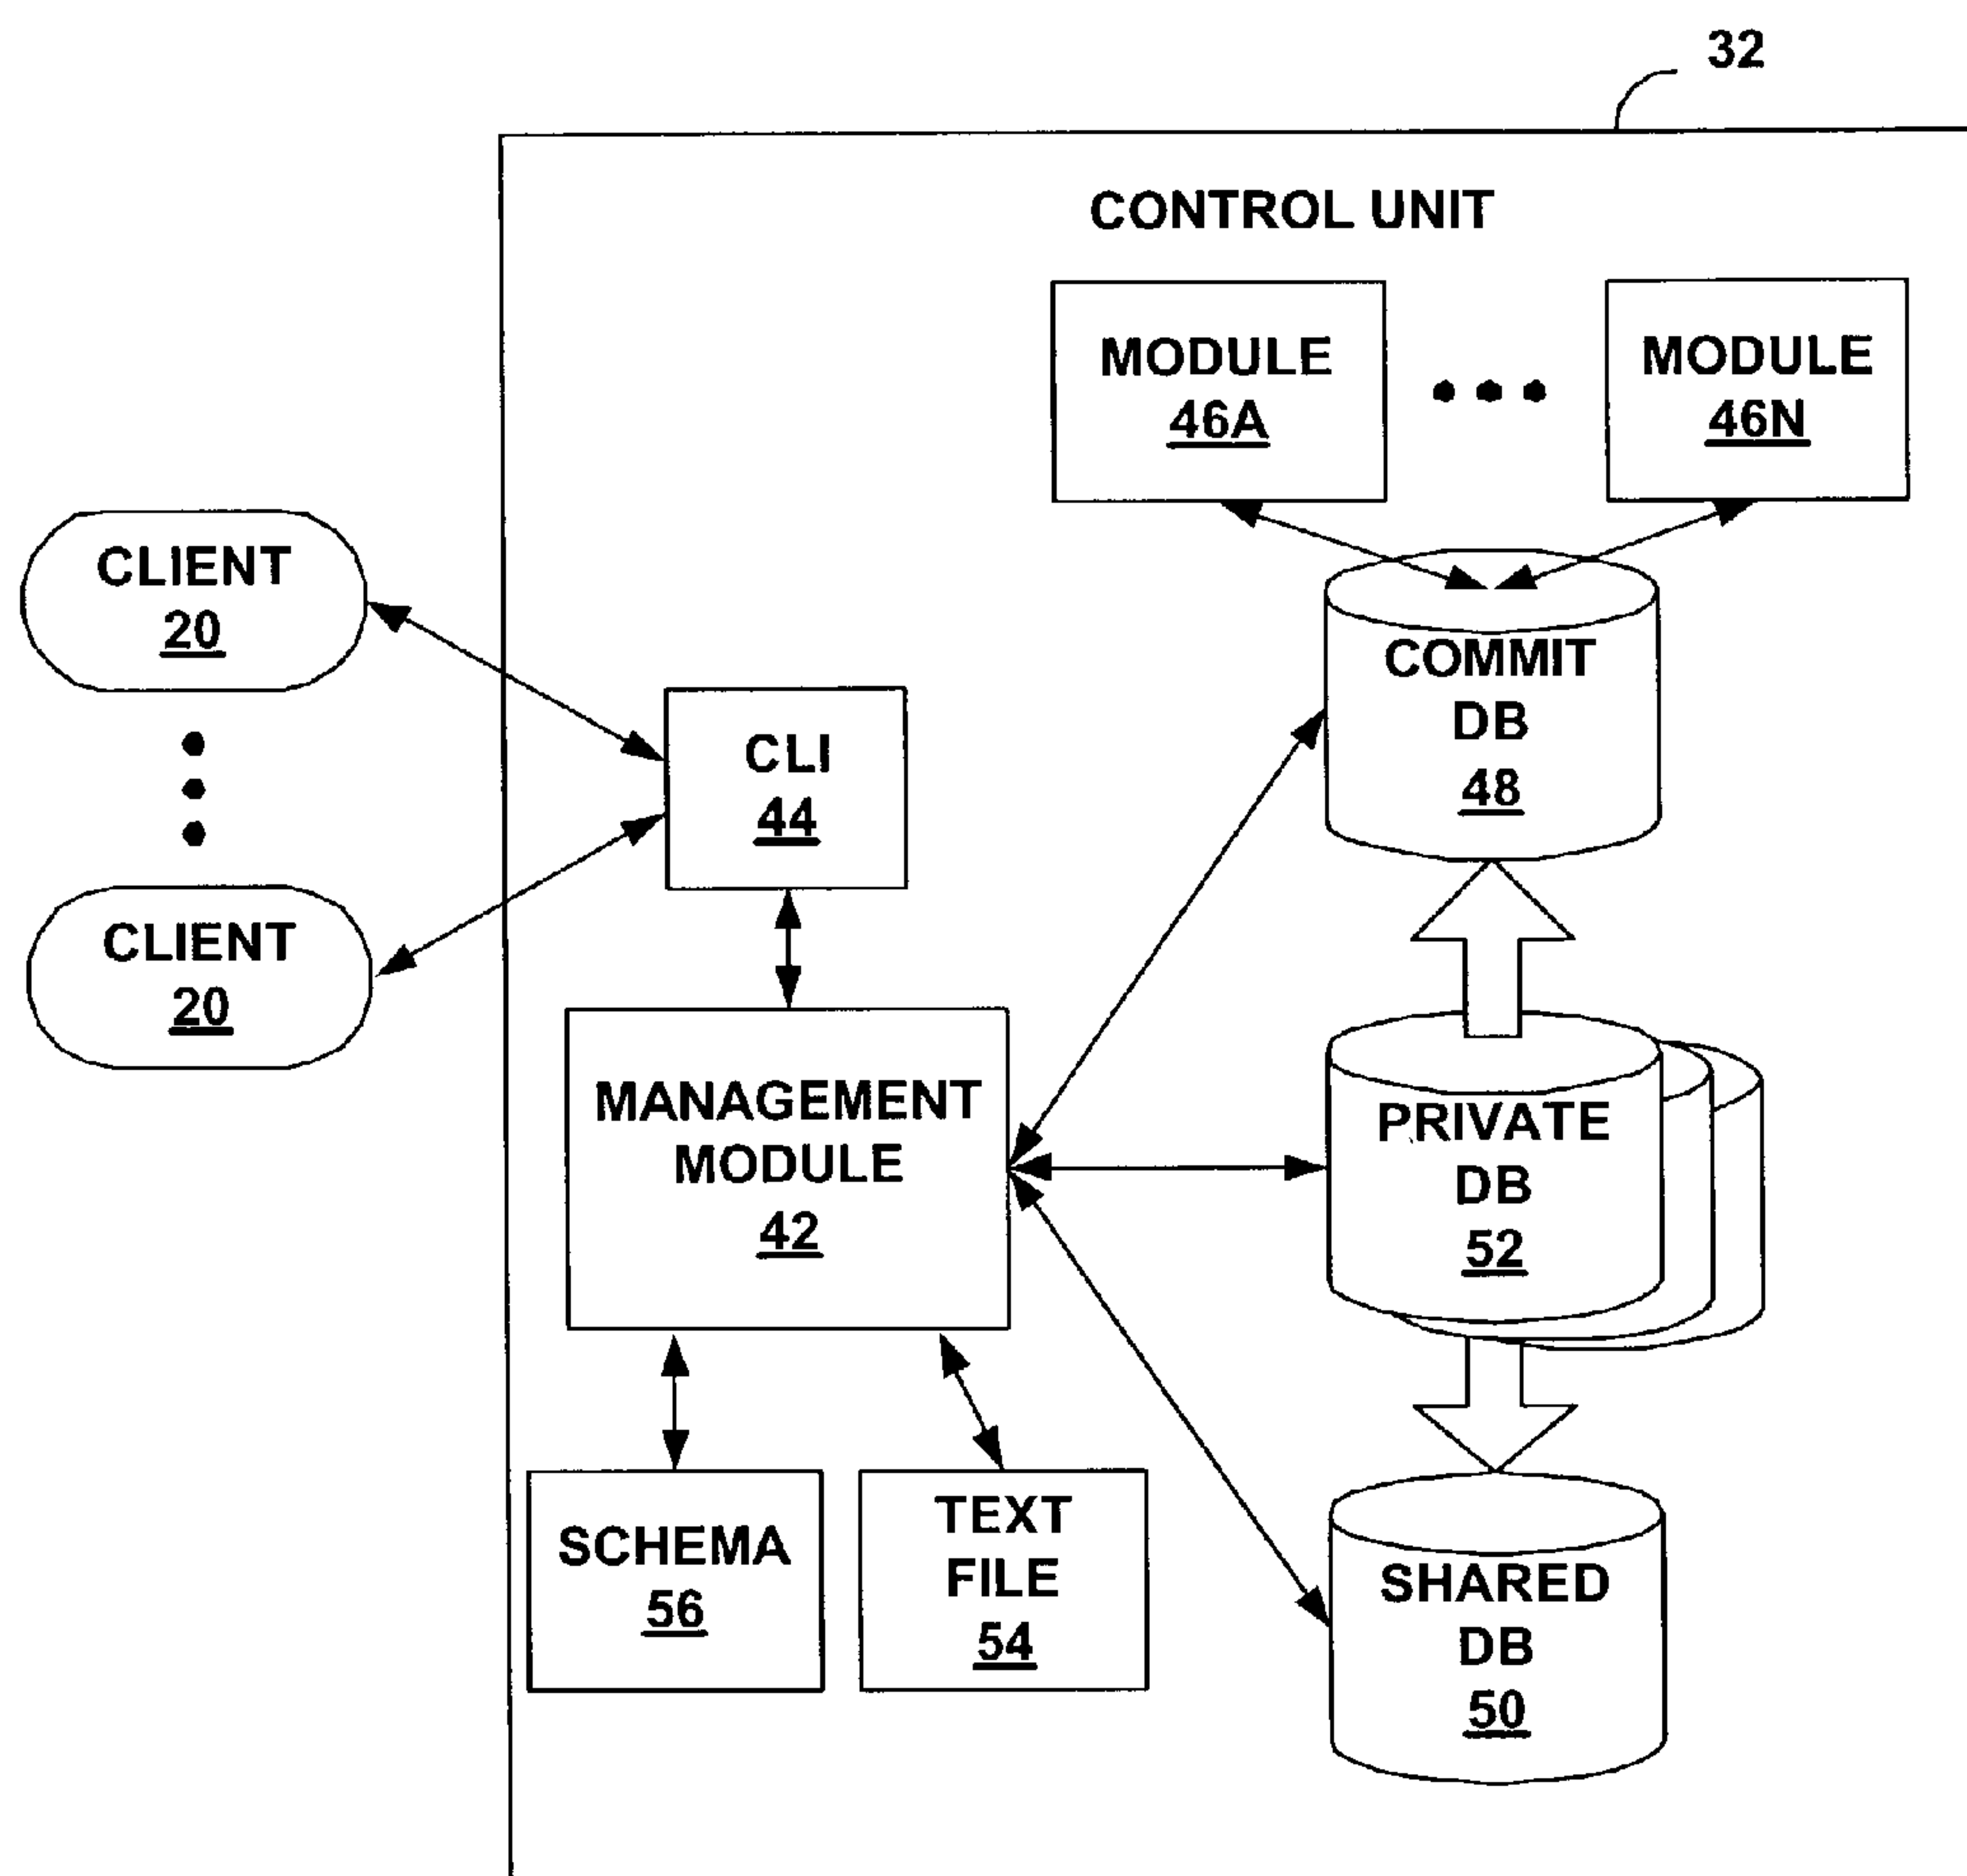 32
CONTROL UNIT
MODULE
46A
MODULE
46N
CLIENT
20
CLI
44
COMMIT
DB
48
CLIENT
20
MANAGEMENT
MODULE
42
PRIVATE
DB
52
SCHEMA
56
TEXT
FILE
54
SHARED
DB
50